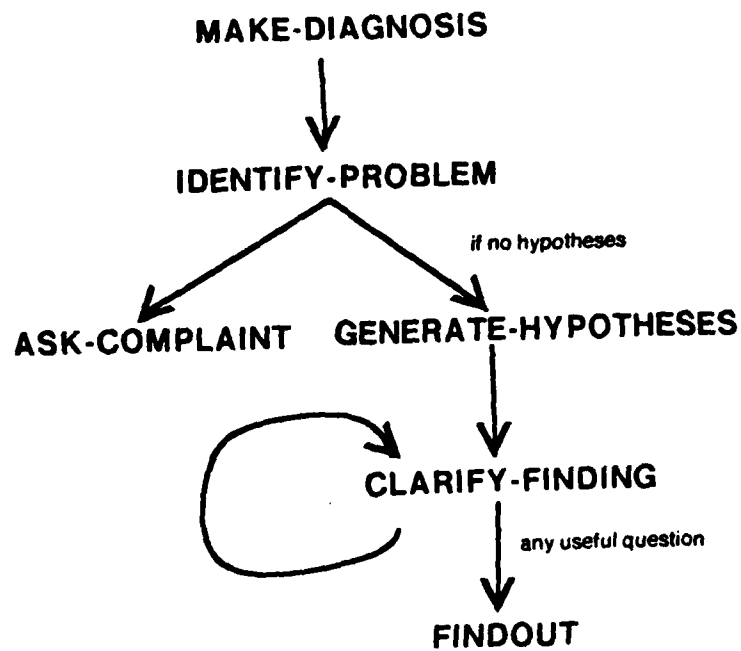 MAKE-DIAGNOSIS
IDENTIFY-PROBLEM
if no hypotheses
ASK-COMPLAINT
GENERATE-HYPOTHESES
CLARIFY-FINDING
any useful question
FINDOUT